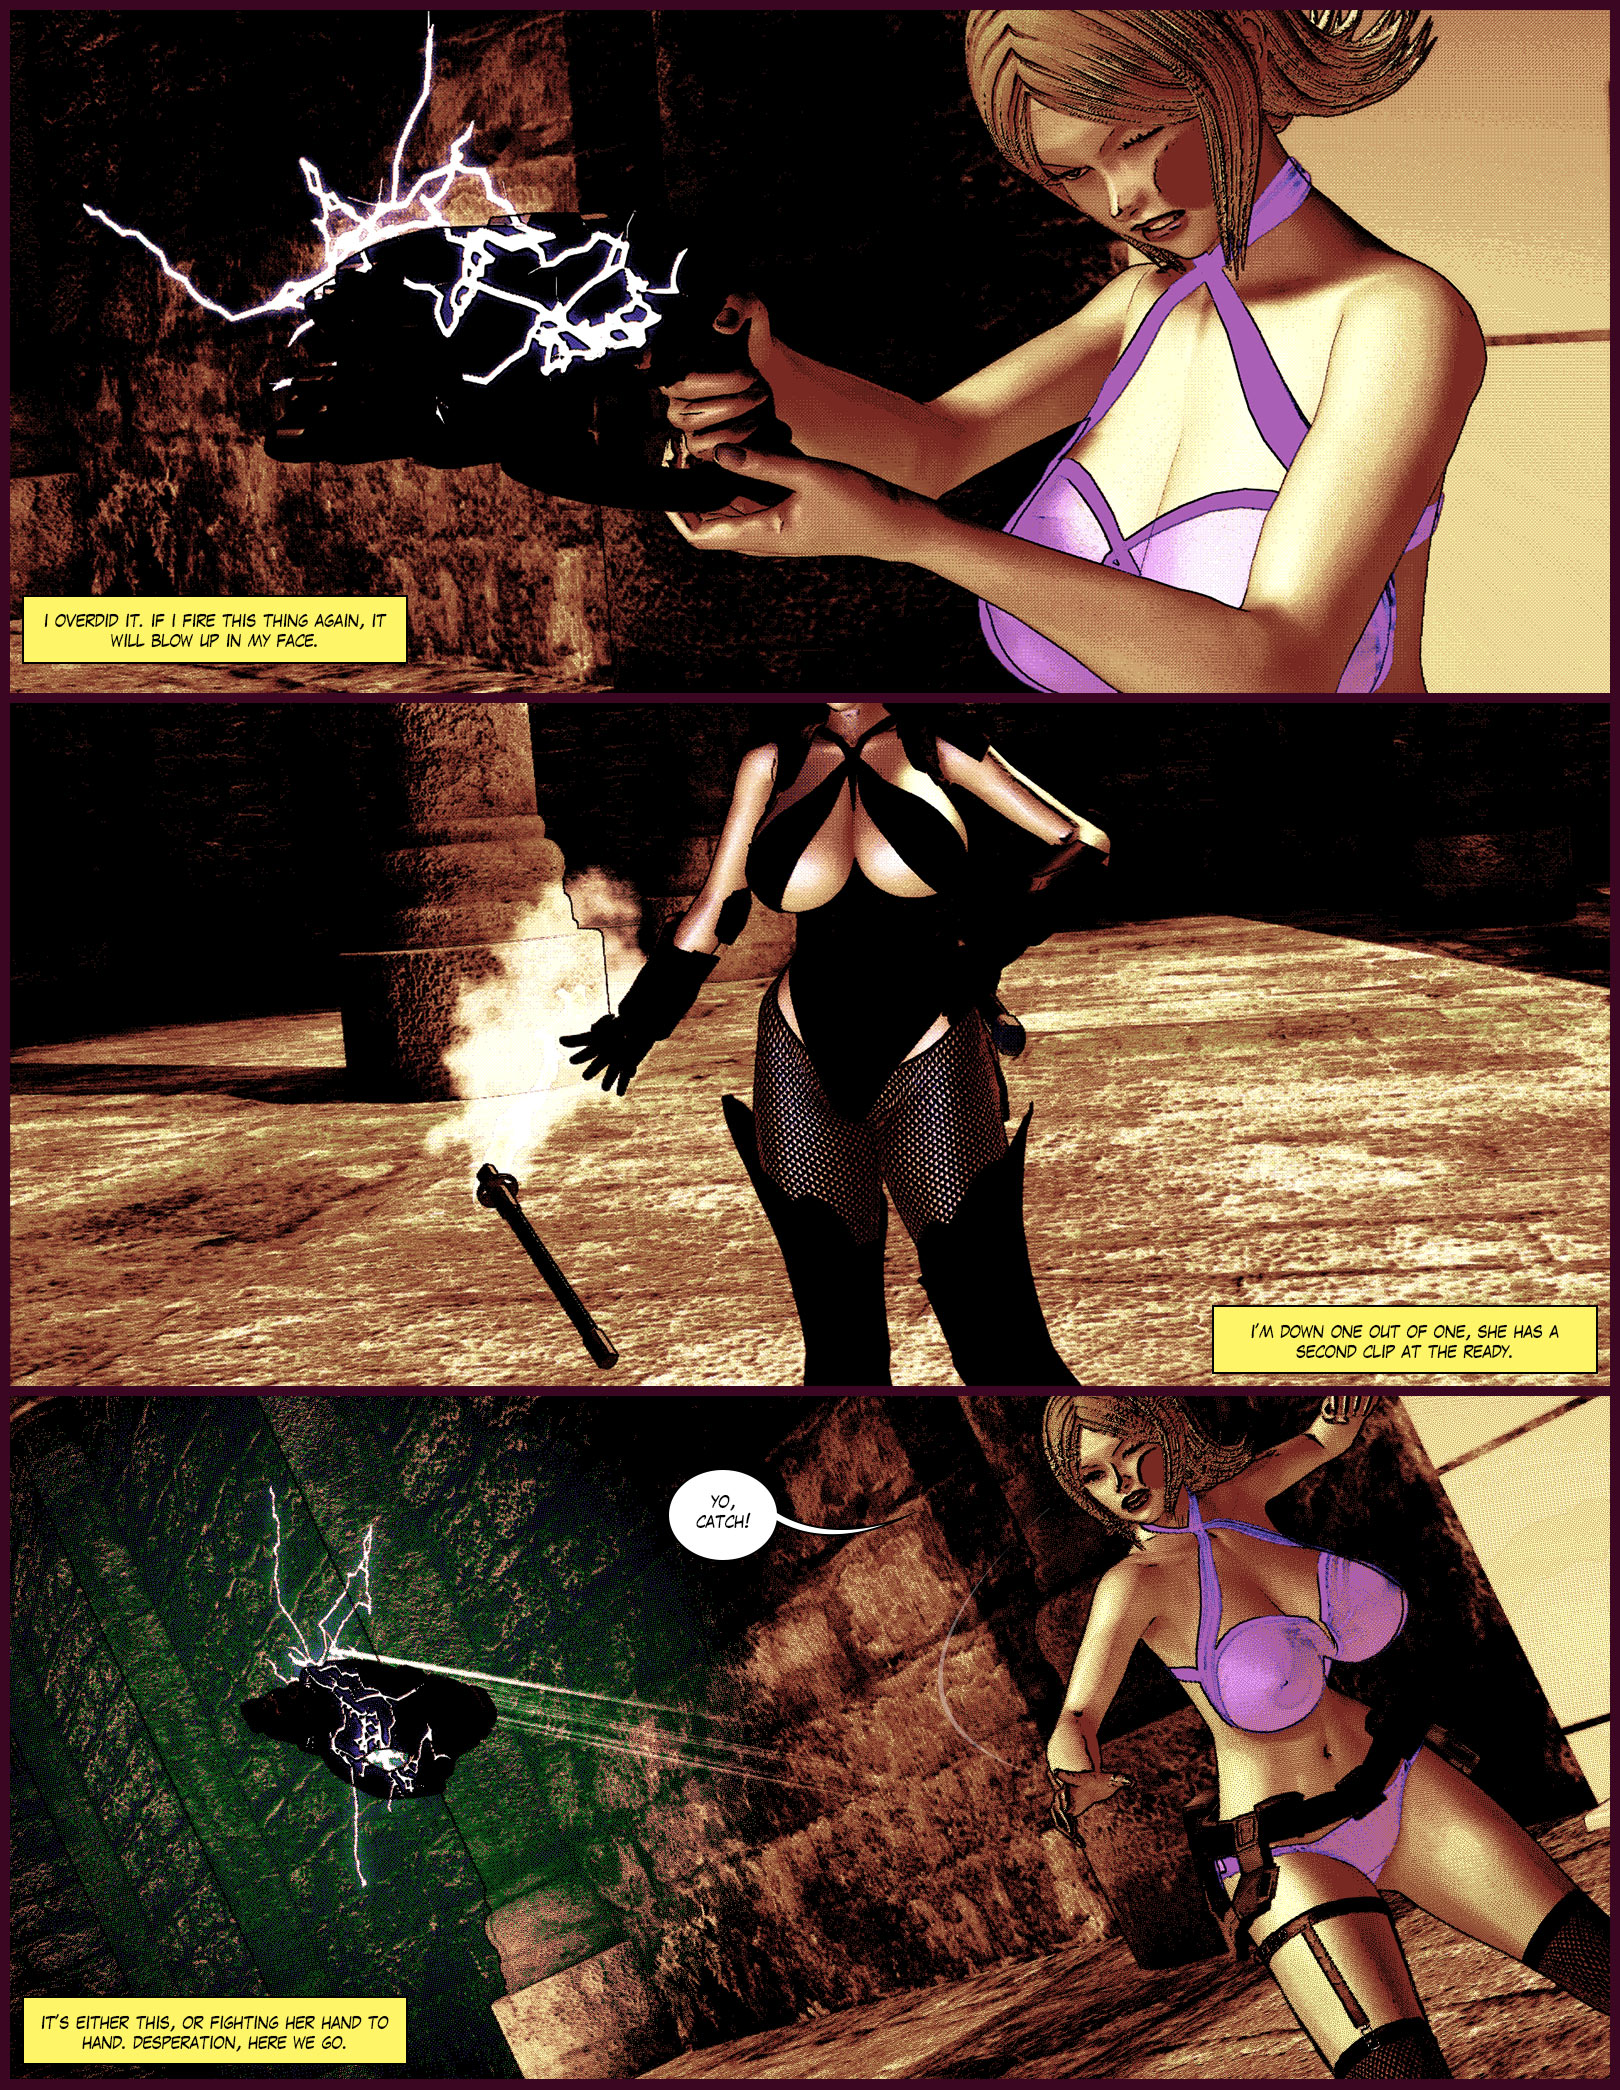 I OVERDID IT. IF I FIRE THIS THING AGAIN, IT
WILL BLOW UP IN MY FACE.
I'M DOWN ONE OUT OF ONE, SHE HAS A
SECOND CLIP AT THE READY.
YO,
CATCH!
IT'S EITHER THIS, OR FIGHTING HER HAND TO
HAND. DESPERATION, HERE WE GO.